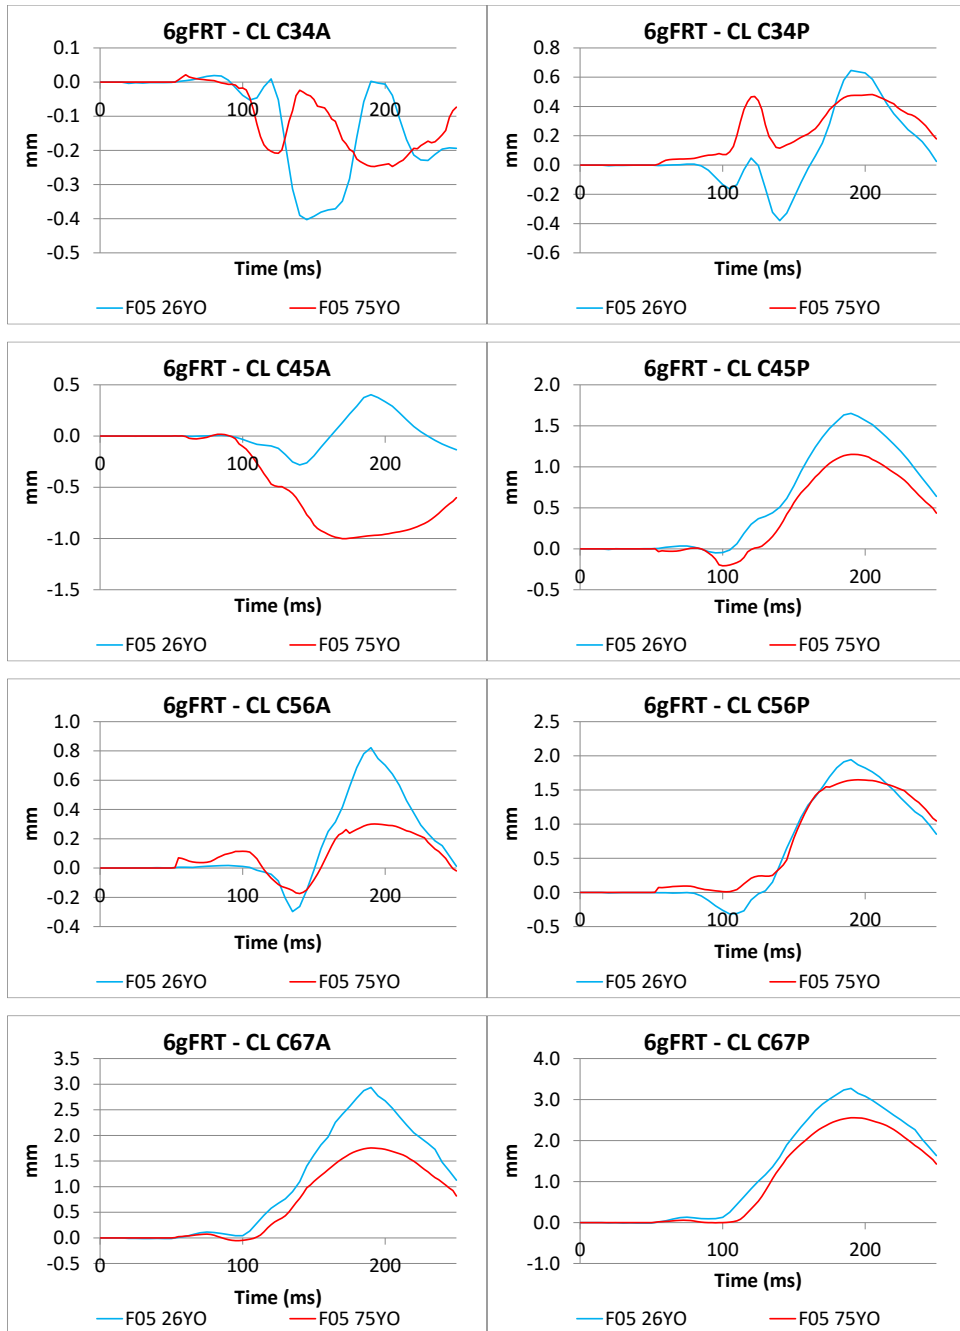 6gFRT - CL C34A
0.1
0.0
-0.1
-0.2
-0.3
-0.4
-0.5
mm
0 100 200
Time (ms)
F05 26YO F05 75YO
6gFRT - CL C34P
0.8
0.6
0.4
0.2
0.0
-0.2
-0.4
-0.6
mm
0 100 200
Time (ms)
F05 26YO F05 75YO
6gFRT - CL C45A
0.5
0.0
-0.5
-1.0
-1.5
mm
0 100 200
Time (ms)
F05 26YO F05 75YO
6gFRT - CL C45P
2.0
1.5
1.0
0.5
0.0
-0.5
mm
0 100 200
Time (ms)
F05 26YO F05 75YO
6gFRT - CL C56A
1.0
0.8
0.6
0.4
0.2
0.0
-0.2
-0.4
mm
0 100 200
Time (ms)
F05 26YO F05 75YO
6gFRT - CL C56P
2.5
2.0
1.5
1.0
0.5
0.0
-0.5
mm
0 100 200
Time (ms)
F05 26YO F05 75YO
6gFRT - CL C67A
3.5
3.0
2.5
2.0
1.5
1.0
0.5
0.0
-0.5
mm
0 100 200
Time (ms)
F05 26YO F05 75YO
6gFRT - CL C67P
4.0
3.0
2.0
1.0
0.0
-1.0
mm
0 100 200
Time (ms)
F05 26YO F05 75YO